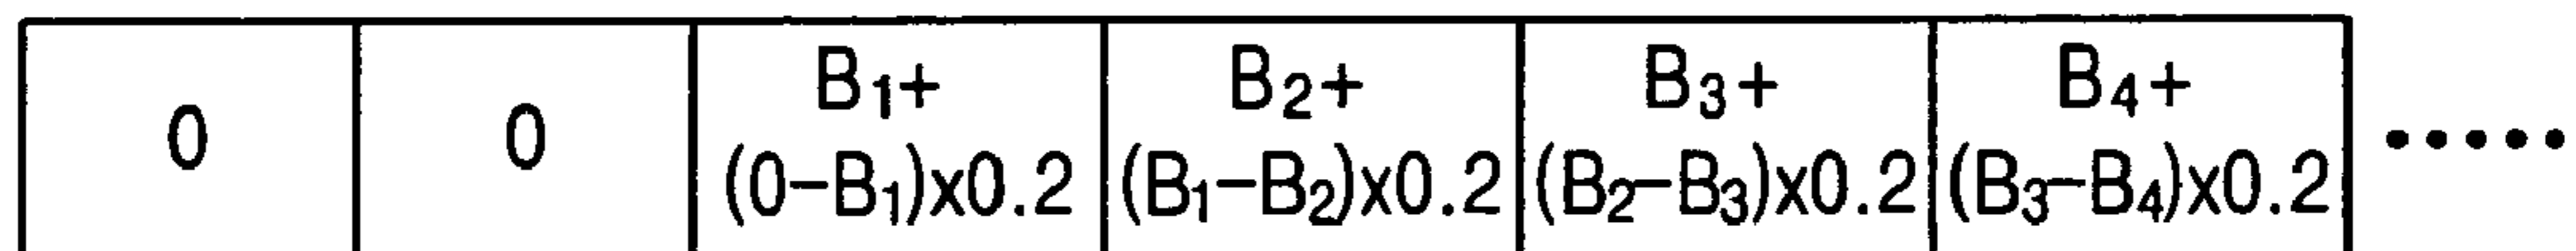 0
0
B₁+
(0−B₁)x0.2
B₂+
(B₁−B₂)x0.2
B₃+
(B₂−B₃)x0.2
B₄+
(B₃−B₄)x0.2
•••••